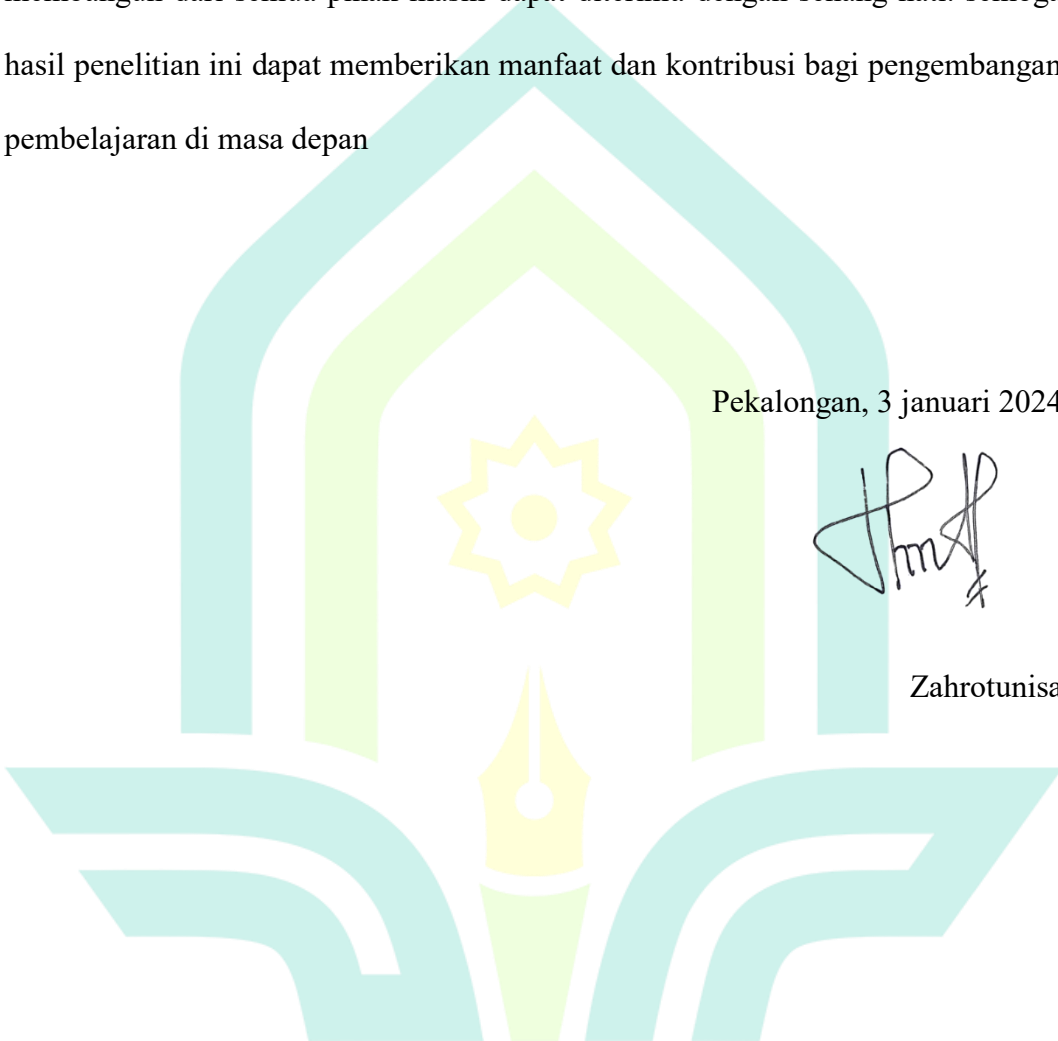 hasil penelitian ini dapat memberikan manfaat dan kontribusi bagi pengembangan
pembelajaran di masa depan
Pekalongan, 3 januari 2024
Zahrotunisa